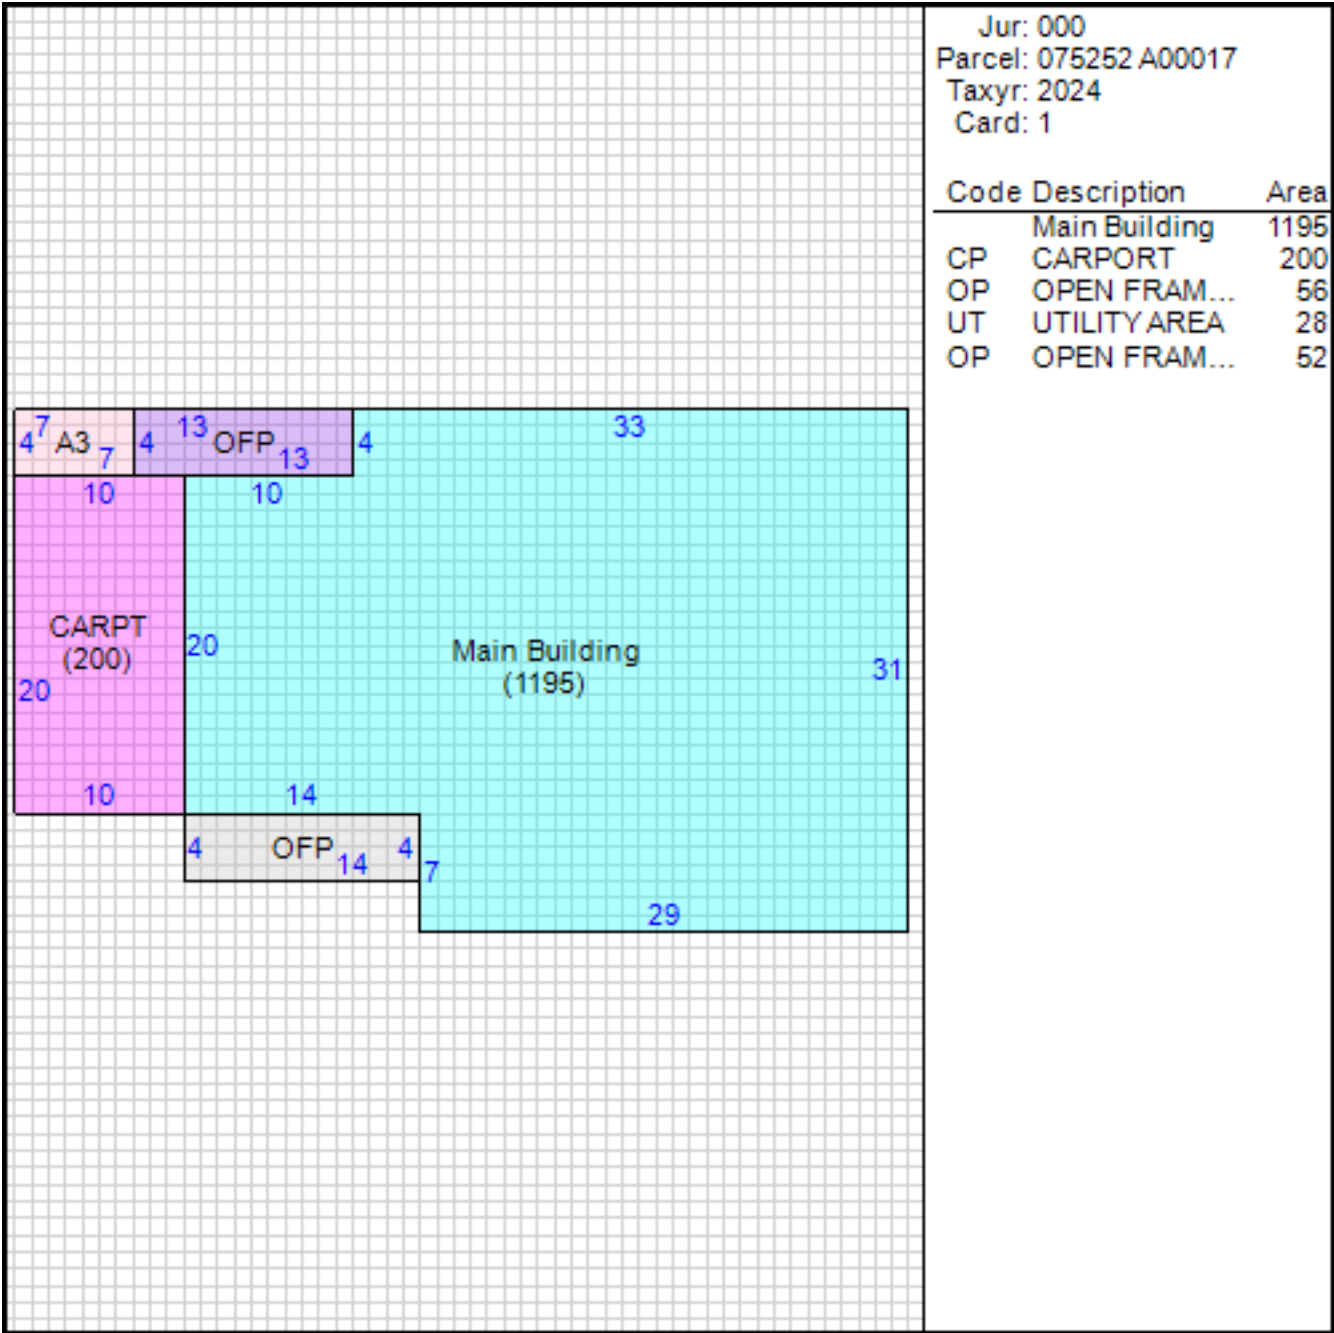 Jur: 000
Parcel: 075252 A00017
Taxyr: 2024
Card: 1
Code Description Area
Main Building 1195
CP CARPORT 200
OP OPEN FRAM... 56
UT UTILITY AREA 28
OP OPEN FRAM... 52
7 13 33
4 A3 7 4 OFP 13 4
10 10
CARPT
(200)
20
20
Main Building
(1195)
31
10 14
4 OFP 14 4
7
29